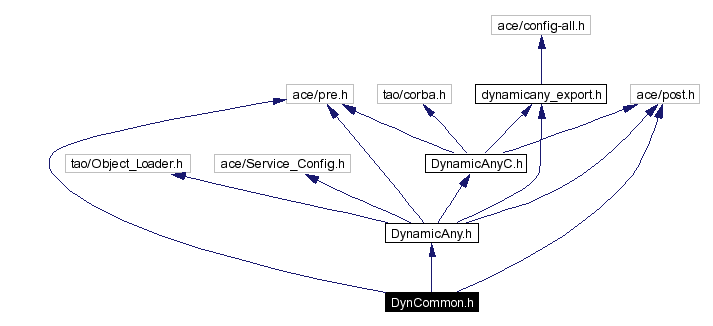 ace/config-all.h
ace/pre.h
tao/corba.h
dynamicany_export.h
ace/post.h
tao/Object_Loader.h
ace/Service_Config.h
DynamicAnyC.h
DynamicAny.h
DynCommon.h